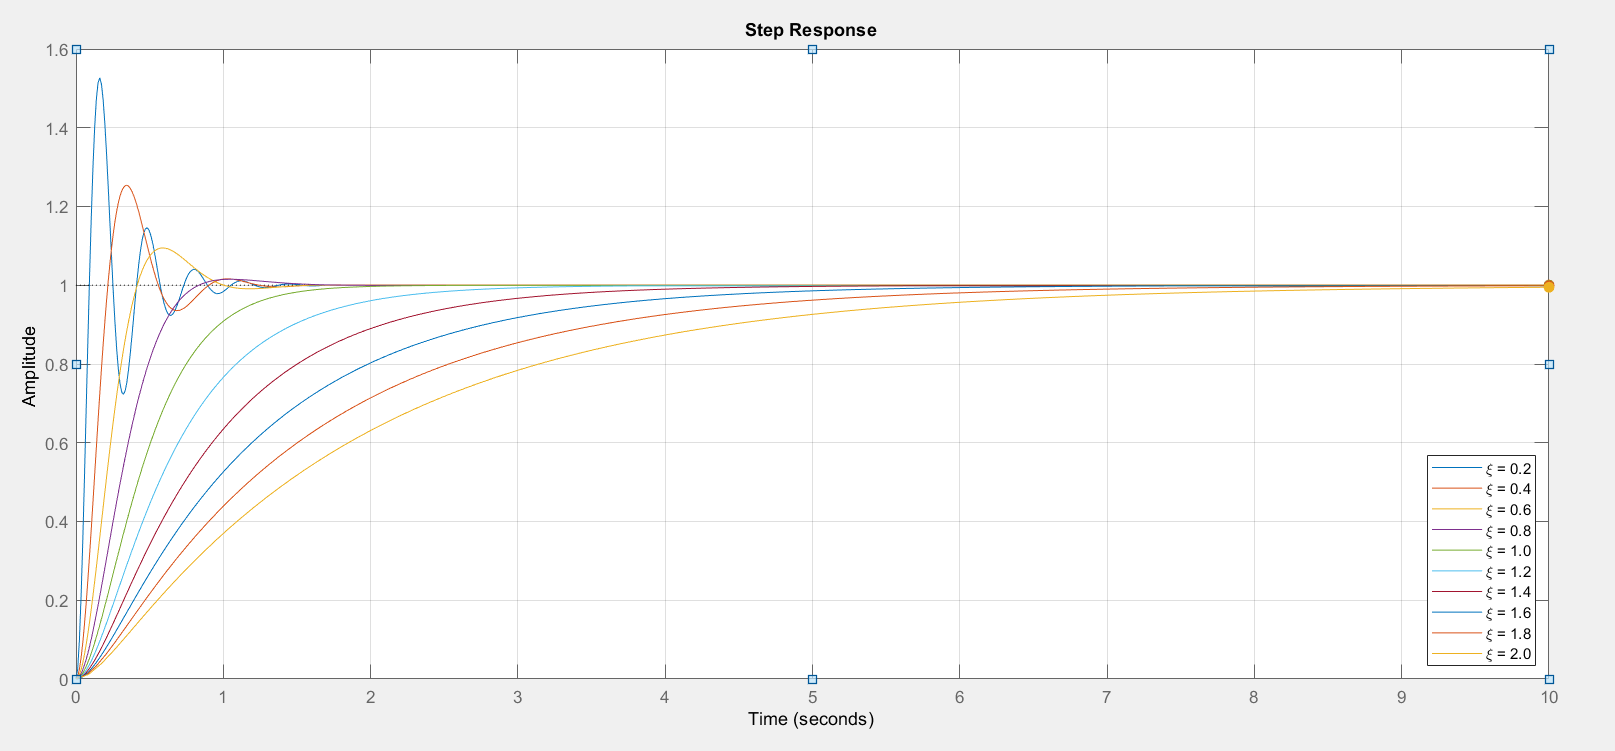 Step Response
1.6
1.4
1.2
1
0.8
0.6
0.4
0.2
0
Amplitude
0 1 2 3 4 5 6 7 8 9 10
Time (seconds)
ξ = 0.2
ξ = 0.4
ξ = 0.6
ξ = 0.8
ξ = 1.0
ξ = 1.2
ξ = 1.4
ξ = 1.6
ξ = 1.8
ξ = 2.0